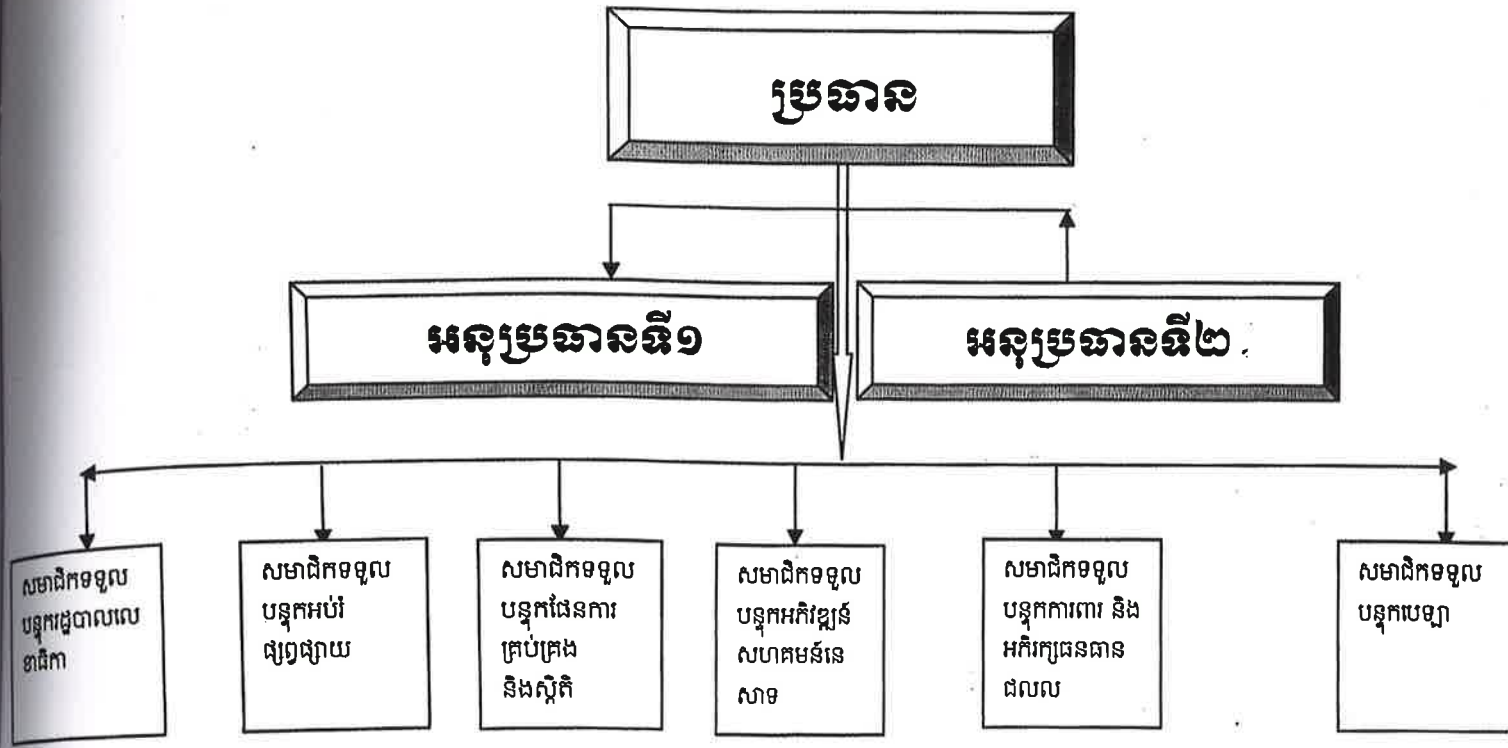 ប្រធាន
អនុប្រធានទី១
អនុប្រធានទី២
សមាជិកទទួល
បន្ទុករដ្ឋបាលលេ
ខាធិកា
សមាជិកទទួល
បន្ទុកអប់រំ
ផ្សព្វផ្សាយ
សមាជិកទទួល
បន្ទុកផែនការ
គ្រប់គ្រង
និងស្ថិតិ
សមាជិកទទួល
បន្ទុកអភិវឌ្ឍន៍
សហគមន៍នេ
សាទ
សមាជិកទទួល
បន្ទុកការពារ និង
អភិរក្សធនធាន
ជលល
សមាជិកទទួល
បន្ទុកបេឡា